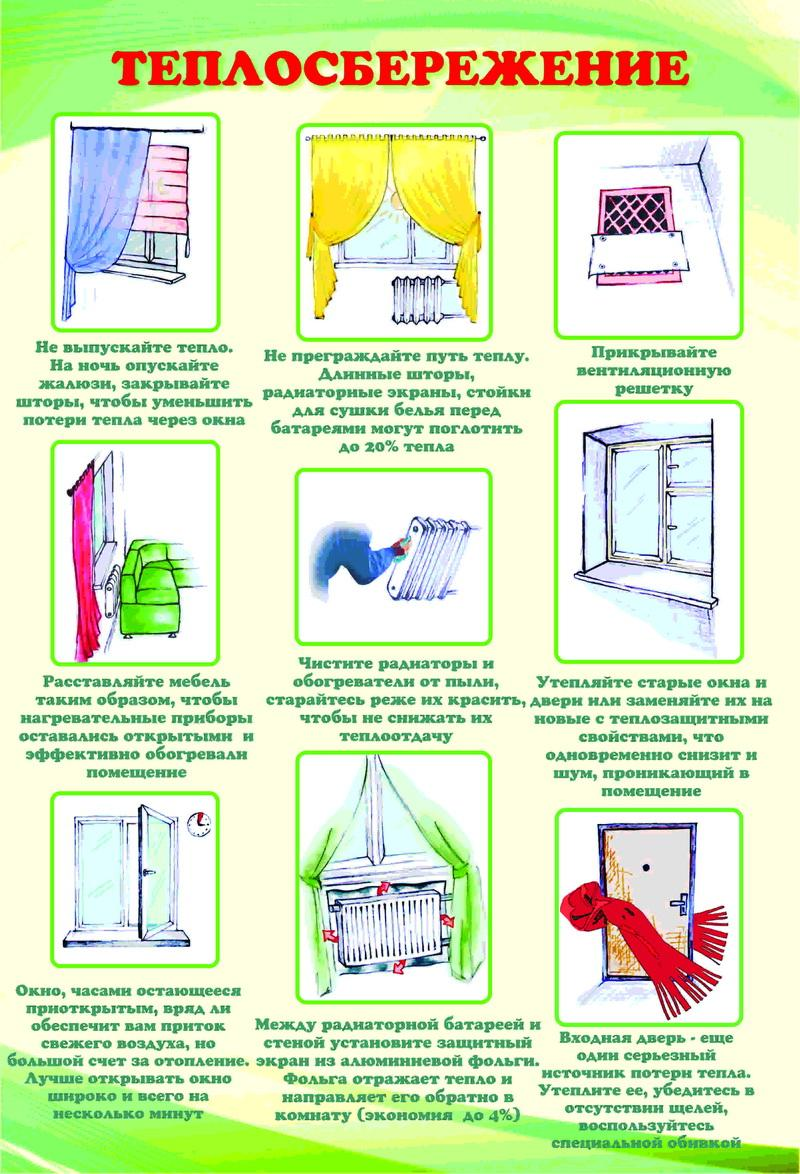 ТЕПЛОСБЕРЕЖЕНИЕ
Не выпускайте тепло.
На ночь опускайте
жалюзи, закрывайте
шторы, чтобы уменьшить
потери тепла через окна
Не преграждайте путь теплу.
Длинные шторы,
радиаторные экраны, стойки
для сушки белья перед
батареями могут поглотить
до 20% тепла
Прикрывайте
вентиляционную
решетку
Расставляйте мебель
таким образом, чтобы
нагревательные приборы
оставались открытыми и
эффективно обогревали
помещение
Чистите радиаторы и
обогреватели от пыли,
старайтесь реже их красить,
чтобы не снижать их
теплоотдачу
Утепляйте старые окна и
двери или заменяйте их на
новые с теплозащитными
свойствами, что
одновременно снизит и
шум, проникающий в
помещение
Окно, часами остающееся
приоткрытым, вряд ли
обеспечит вам приток
свежего воздуха, но
большой счет за отопление.
Лучше открывать окно
широко и всего на
несколько минут
Между радиаторной батареей и
стеной установите защитный
экран из алюминиевой фольги.
Фольга отражает тепло и
направляет его обратно в
комнату (экономия до 4%)
Входная дверь - еще
один серьезный
источник потери тепла.
Утеплите ее, убедитесь в
отсутствии щелей,
воспользуйтесь
специальной обивкой